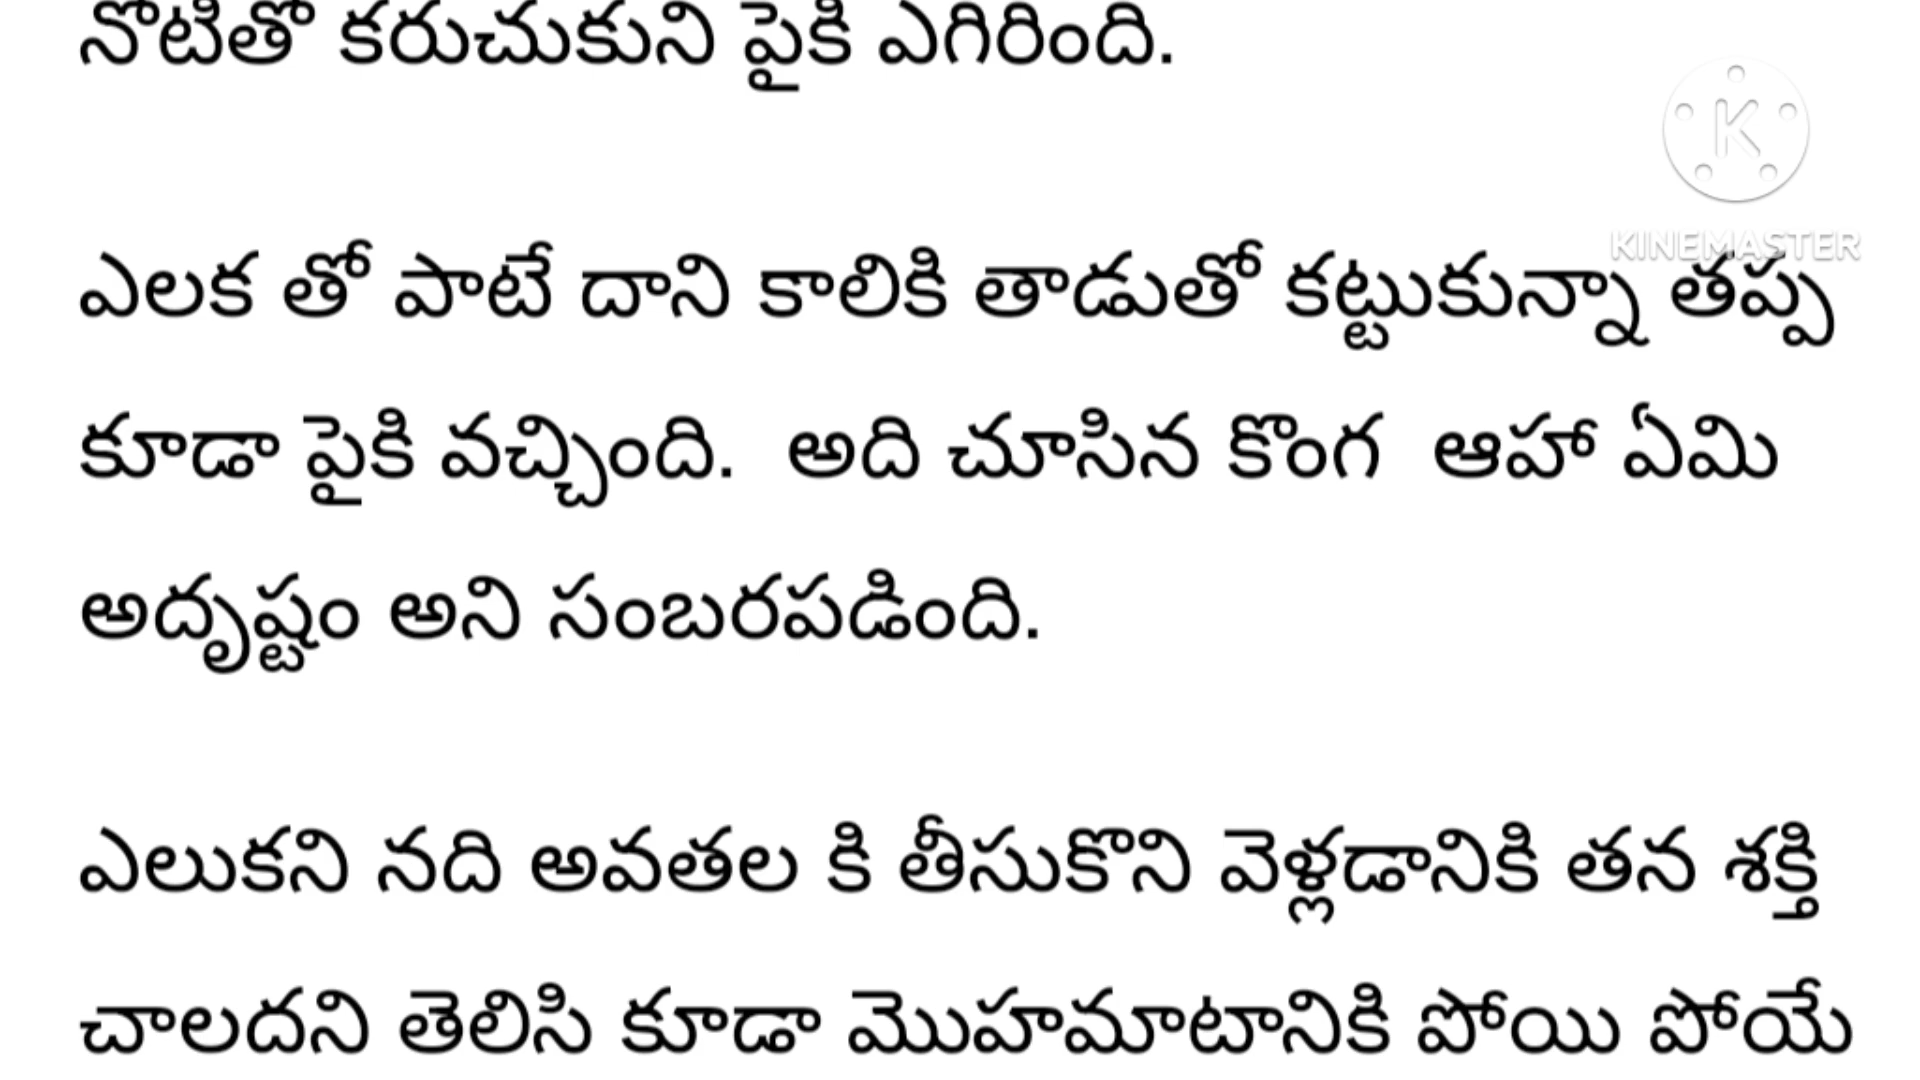 నోటితో కరుచుకుని పైకి ఎగిరింది.
KINEMASTER
ఎలక తో పాటే దాని కాలికి తాడుతో కట్టుకున్నా తప్ప
కూడా పైకి వచ్చింది. అది చూసిన కొంగ ఆహా ఏమి
అదృష్టం అని సంబరపడింది.
ఎలుకని నది అవతల కి తీసుకొని వెళ్లడానికి తన శక్తి
చాలదని తెలిసి కూడా మొహమాటానికి పోయి పోయే